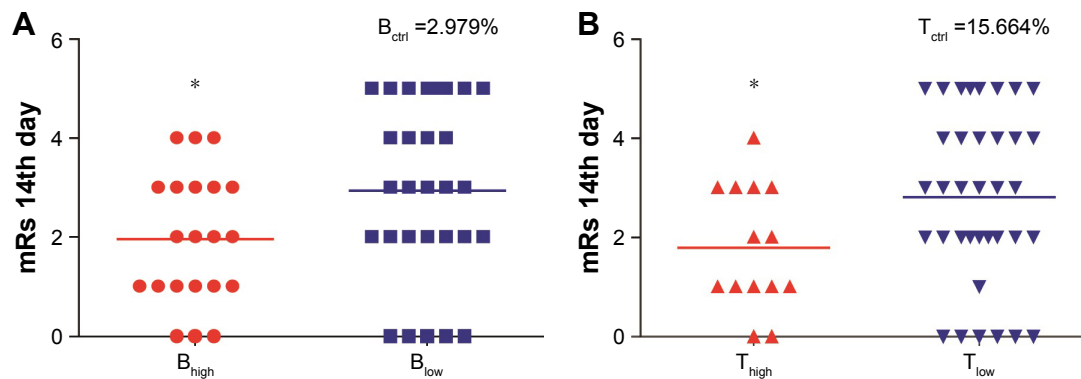 A
B_ctrl =2.979%
mRs 14th day
6
4
2
0
*
B_high
B_low
B
T_ctrl =15.664%
mRs 14th day
6
4
2
0
*
T_high
T_low